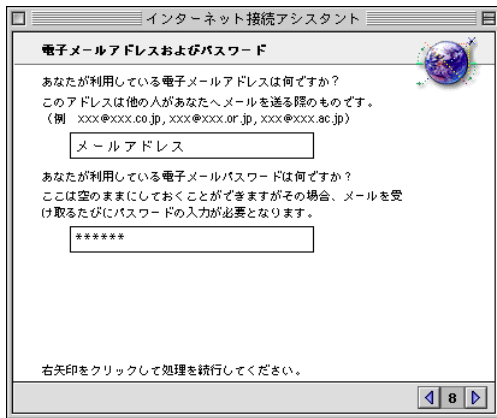 インターネット接続アシスタント
電子メールアドレスおよびパスワード
あなたが利用している電子メールアドレスは何ですか？
このアドレスは他の人があなたへメールを送る際のものです。
（例　xxx@xxx.co.jp, xxx@xxx.or.jp, xxx@xxx.ac.jp）
メールアドレス
あなたが利用している電子メールパスワードは何ですか？
ここは空のままにしておくことができますがその場合、メールを受
け取るたびにパスワードの入力が必要となります。
******
右矢印をクリックして処理を続行してください。
8